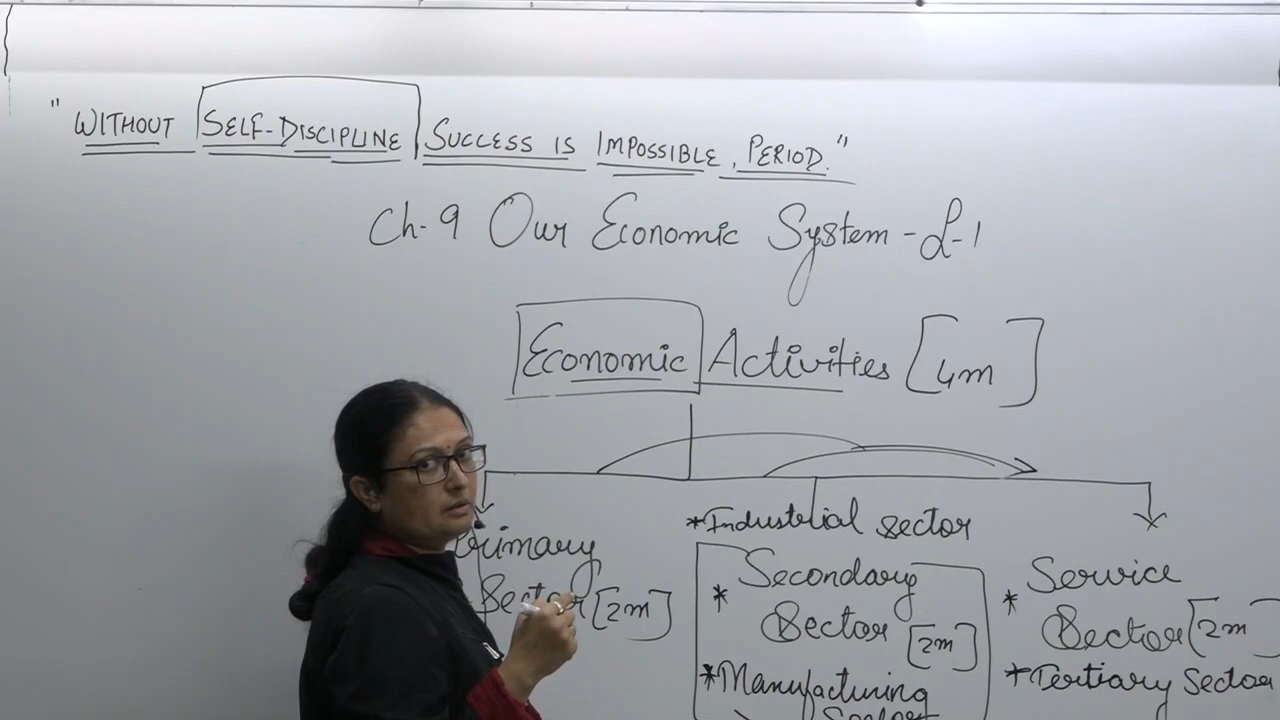 "WITHOUT SELF-DISCIPLINE SUCCESS IS IMPOSSIBLE, PERIOD."
Ch-9 Our Economic System - L-1
Economic Activities [4m]
Primary Sector [2m]
*Industrial sector
* Secondary Sector [2m]
*Manufacturing Sector
* Service Sector [2m
*Tertiary Sector